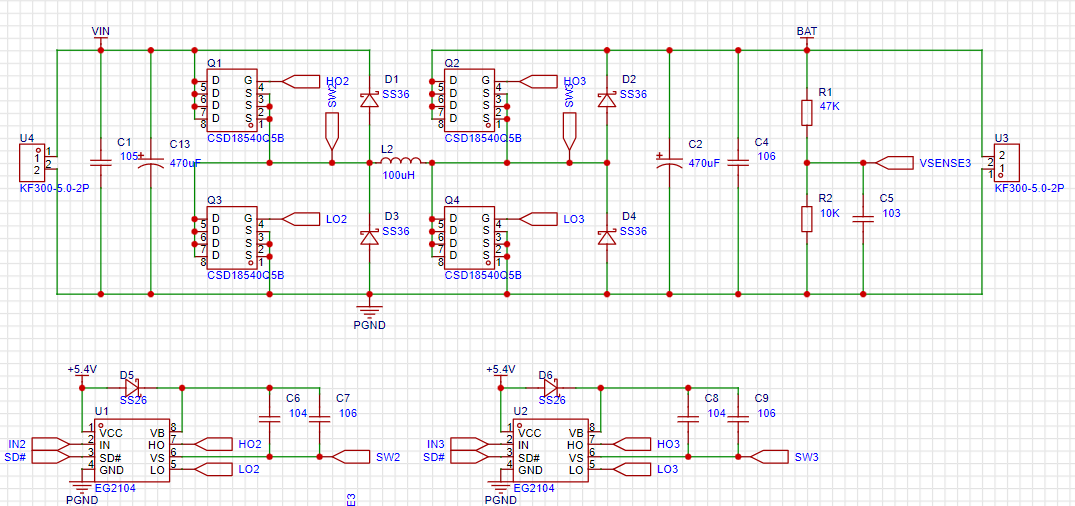 VIN
BAT
Q1
D G HO2
5 D S 4
6 D S 3
7 D S 2
8 1
CSD18540Q5B
SW2
D1
SS36
Q2
D G HO3
5 D S 4
6 D S 3
7 D S 2
8 1
CSD18540Q5B
SW3
D2
SS36
R1
47K
U4
1 1
2 2
KF300-5.0-2P
C1
105
+
C13
470uF
L2
100uH
+
C2
470uF
C4
106
VSENSE3
U3
2 2
1 1
KF300-5.0-2P
Q3
D G LO2
5 D S 4
6 D S 3
7 D S 2
8 1
CSD18540Q5B
D3
SS36
Q4
D G LO3
5 D S 4
6 D S 3
7 D S 2
8 1
CSD18540Q5B
D4
SS36
R2
10K
C5
103
PGND
+5.4V
D5
SS26
U1
1 VCC VB 8
IN2 2 IN HO 7 HO2
SD# 3 SD# VS 6 SW2
4 GND LO 5 LO2
EG2104
PGND
C6
104
C7
106
E3
+5.4V
D6
SS26
U2
1 VCC VB 8
IN3 2 IN HO 7 HO3
SD# 3 SD# VS 6 SW3
4 GND LO 5 LO3
EG2104
PGND
C8
104
C9
106